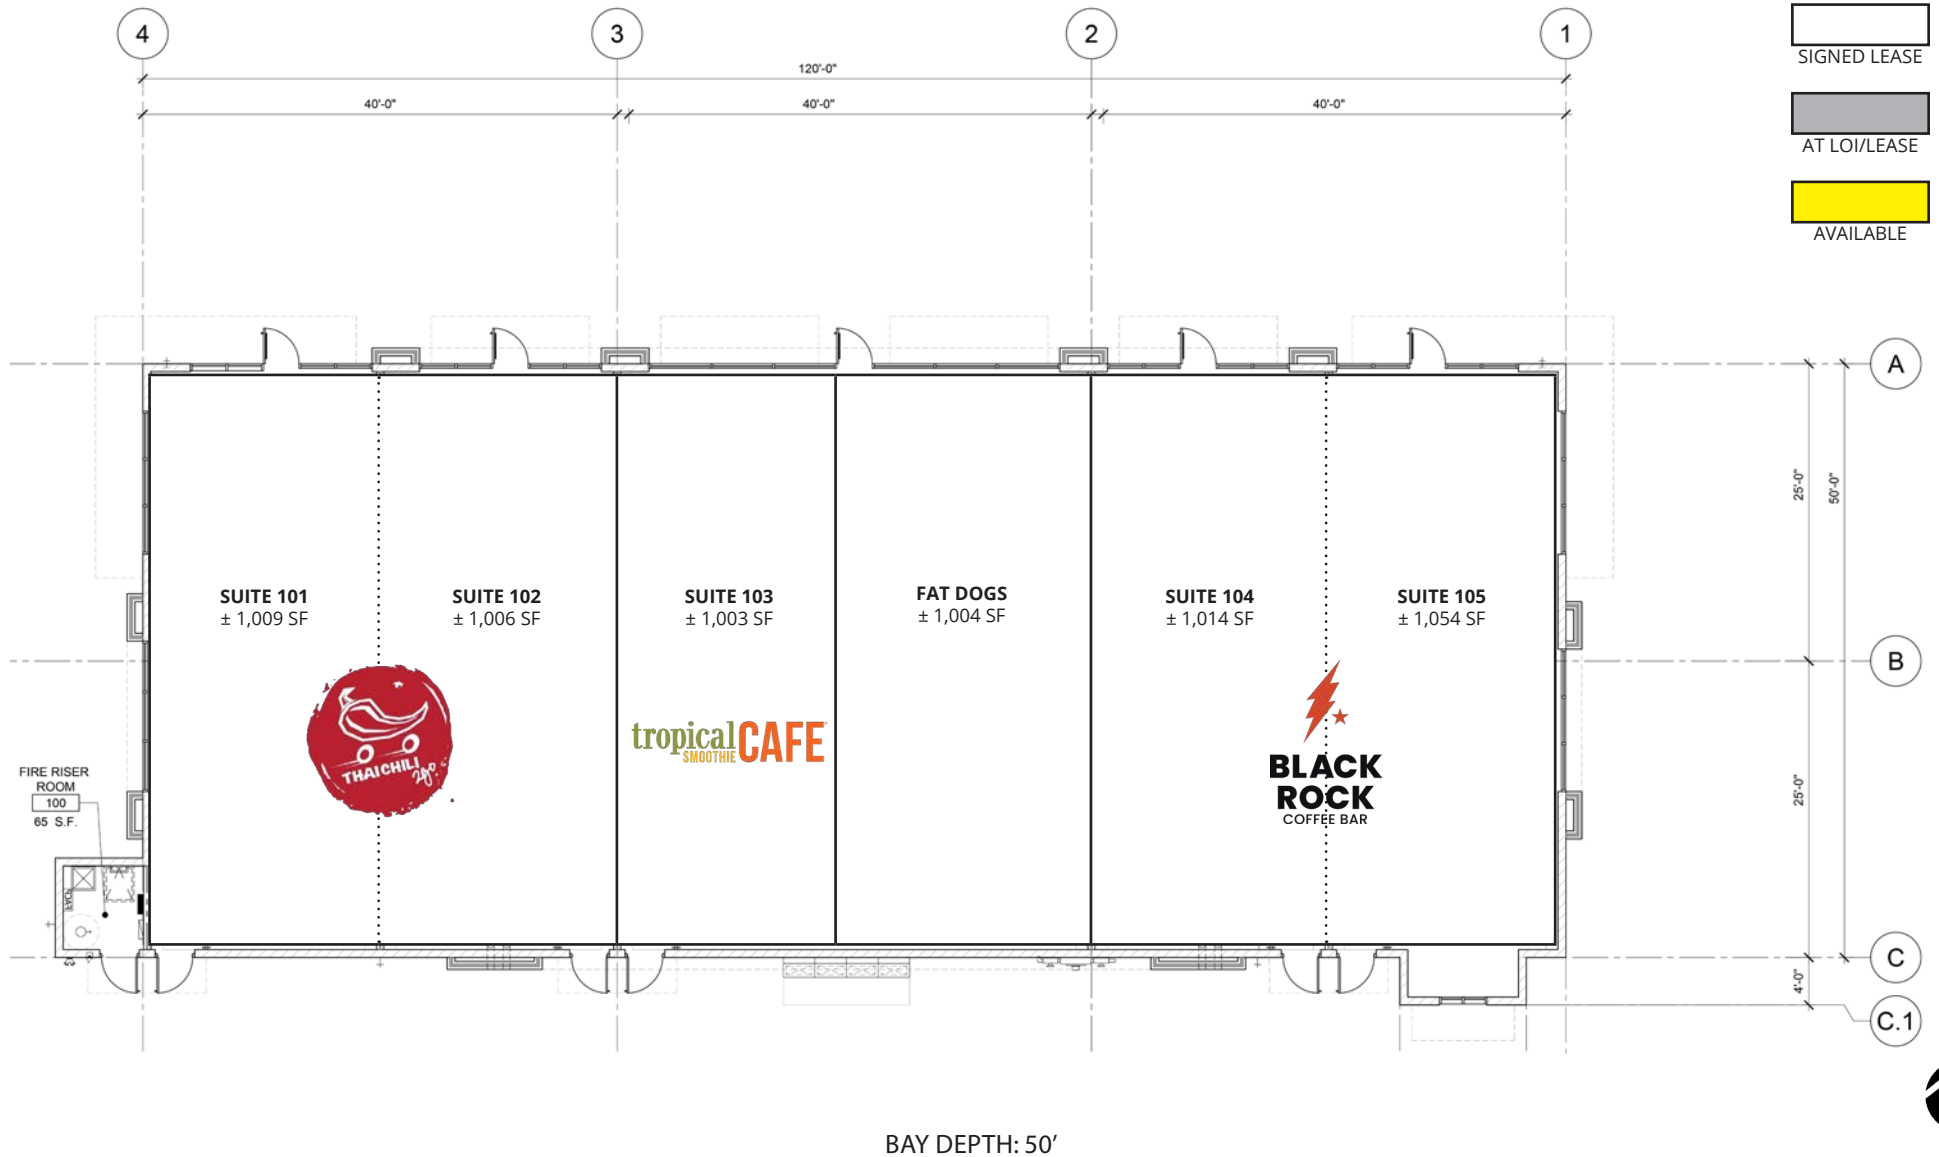 4
3
2
1
120'-0"
40'-0"
40'-0"
40'-0"
SIGNED LEASE
AT LOI/LEASE
AVAILABLE
A
25'-0"
50'-0"
SUITE 101
± 1,009 SF
SUITE 102
± 1,006 SF
SUITE 103
± 1,003 SF
FAT DOGS
± 1,004 SF
SUITE 104
± 1,014 SF
SUITE 105
± 1,054 SF
B
THAI CHILI
2go
tropical
SMOOTHIE
CAFE
BLACK
ROCK
COFFEE BAR
FIRE RISER
ROOM
100
65 S.F.
25'-0"
FACP
C
4'-0"
C.1
BAY DEPTH: 50’